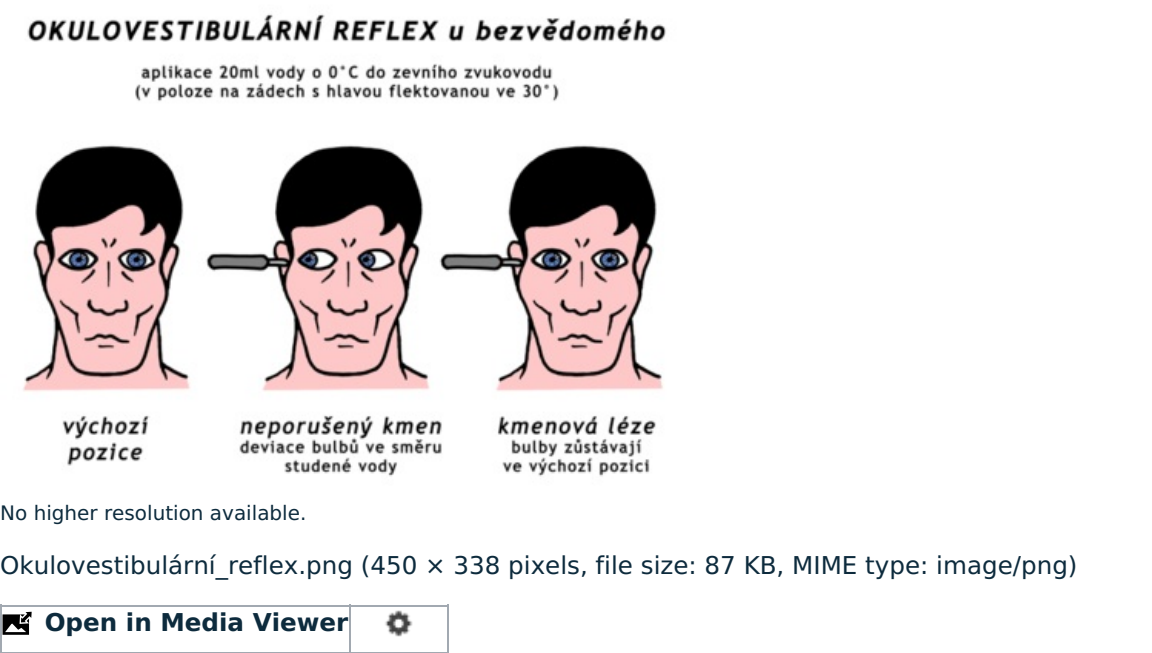 OKULOVESTIBULÁRNÍ REFLEX u bezvědomého
aplikace 20ml vody o 0°C do zevního zvukovodu
(v poloze na zádech s hlavou flektovanou ve 30°)
výchozí
pozice
neporušený kmen
deviace bulbů ve směru
studené vody
kmenová léze
bulby zůstávají
ve výchozí pozici
No higher resolution available.
Okulovestibulární_reflex.png (450 × 338 pixels, file size: 87 KB, MIME type: image/png)
Open in Media Viewer